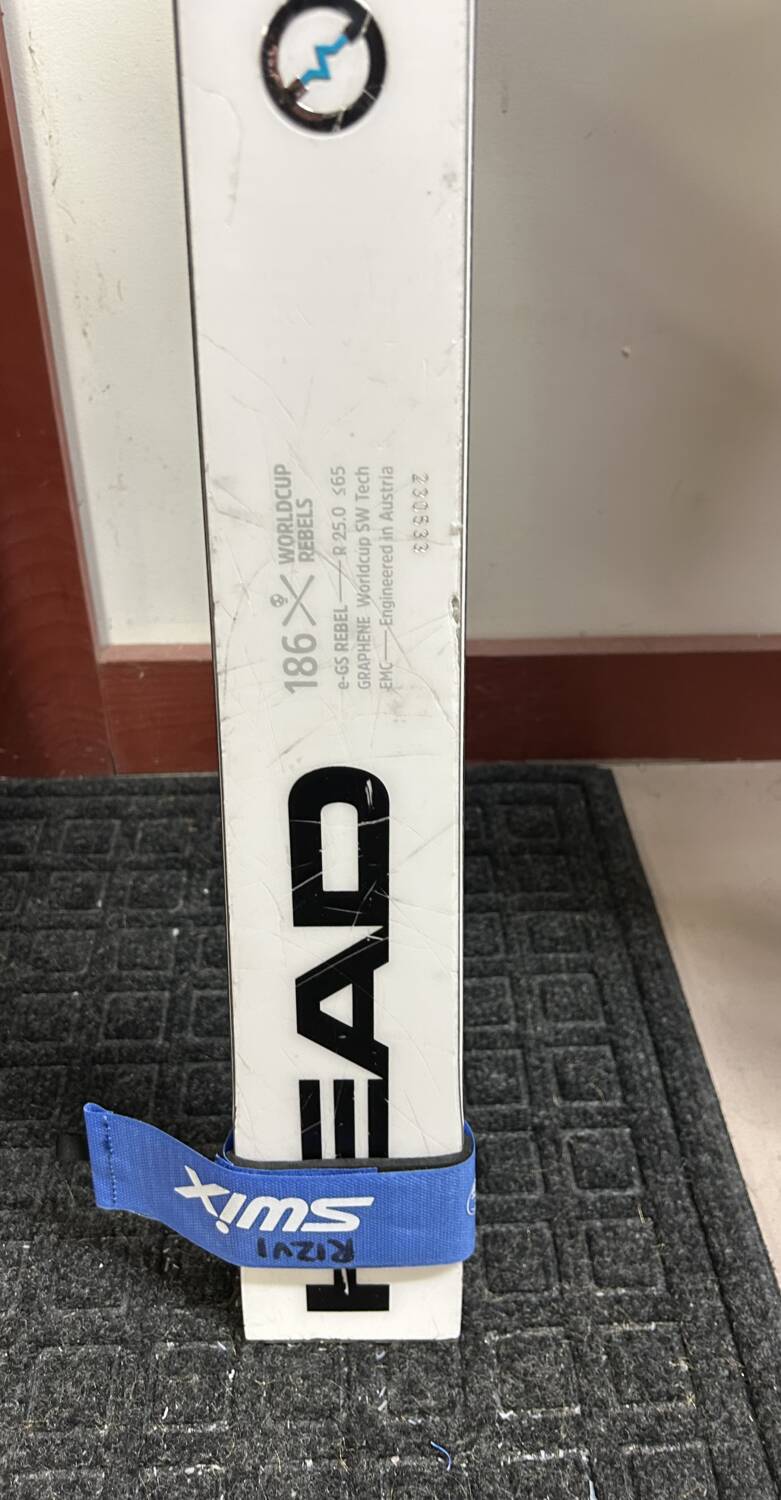 186 WORLDCUP
REBELS
e-GS REBEL — R 25.0 ≤65
GRAPHENE Worldcup SW Tech
EMC — Engineered in Austria
230633
HEAD
swix
RIZVI